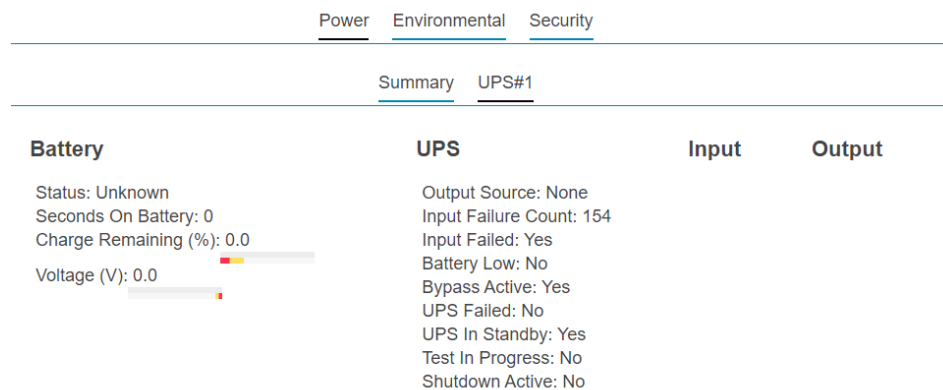 Power Environmental Security
Summary UPS#1
Battery
Status: Unknown
Seconds On Battery: 0
Charge Remaining (%): 0.0
Voltage (V): 0.0
UPS
Output Source: None
Input Failure Count: 154
Input Failed: Yes
Battery Low: No
Bypass Active: Yes
UPS Failed: No
UPS In Standby: Yes
Test In Progress: No
Shutdown Active: No
Input
Output